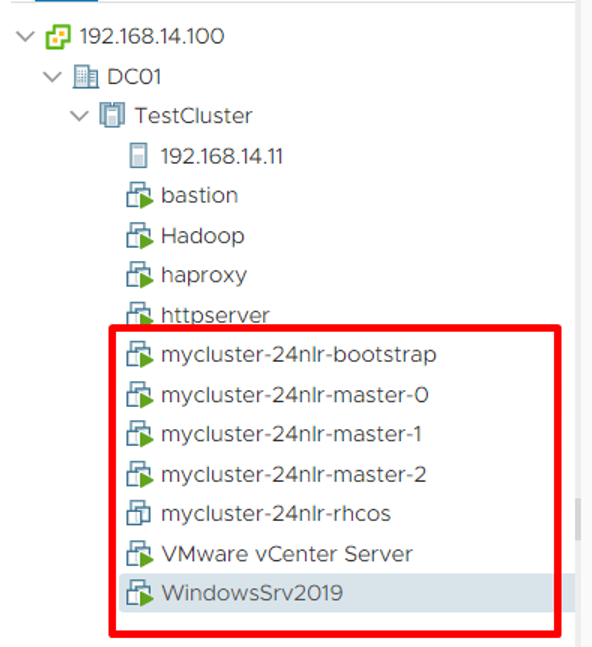 192.168.14.100
DC01
TestCluster
192.168.14.11
bastion
Hadoop
haproxy
httpserver
mycluster-24nlr-bootstrap
mycluster-24nlr-master-0
mycluster-24nlr-master-1
mycluster-24nlr-master-2
mycluster-24nlr-rhcos
VMware vCenter Server
WindowsSrv2019